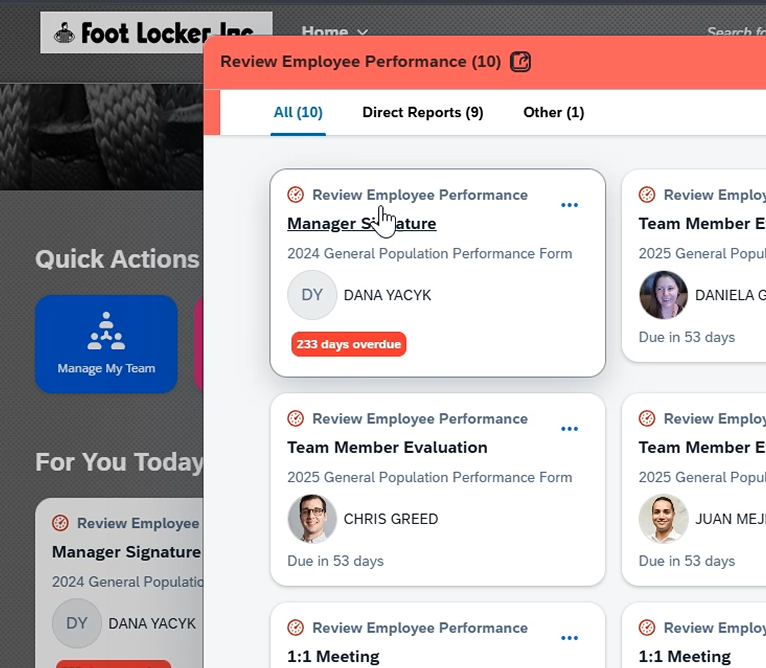 Foot Locker Inc.
Home
Search fo
Review Employee Performance (10)
All (10)
Direct Reports (9)
Other (1)
Review Employee Performance
Manager Signature
2024 General Population Performance Form
DY
DANA YACYK
233 days overdue
Review Emplo
Team Member E
2025 General Popul
DANIELA G
Due in 53 days
Quick Actions
Manage My Team
Review Employee Performance
Team Member Evaluation
2025 General Population Performance Form
CHRIS GREED
Due in 53 days
Review Emplo
Team Member E
2025 General Popul
JUAN MEJI
Due in 53 days
For You Today
Review Employee
Manager Signature
2024 General Populatio
DY
DANA YACYK
Review Employee Performance
1:1 Meeting
Review Emplo
1:1 Meeting